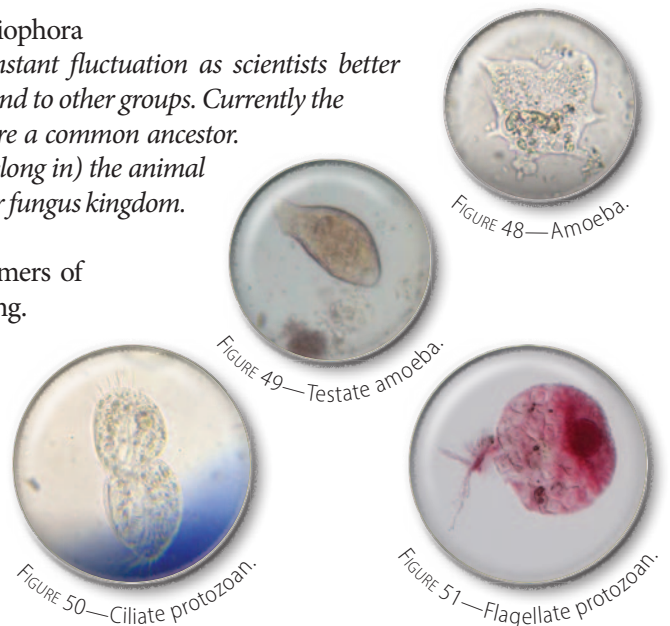 iophora
nstant fluctuation as scientists better
nd to other groups. Currently the
re a common ancestor.
long in) the animal
r fungus kingdom.
mers of
ng.
FIGURE 48—Amoeba.
FIGURE 49—Testate amoeba.
FIGURE 50—Ciliate protozoan.
FIGURE 51—Flagellate protozoan.